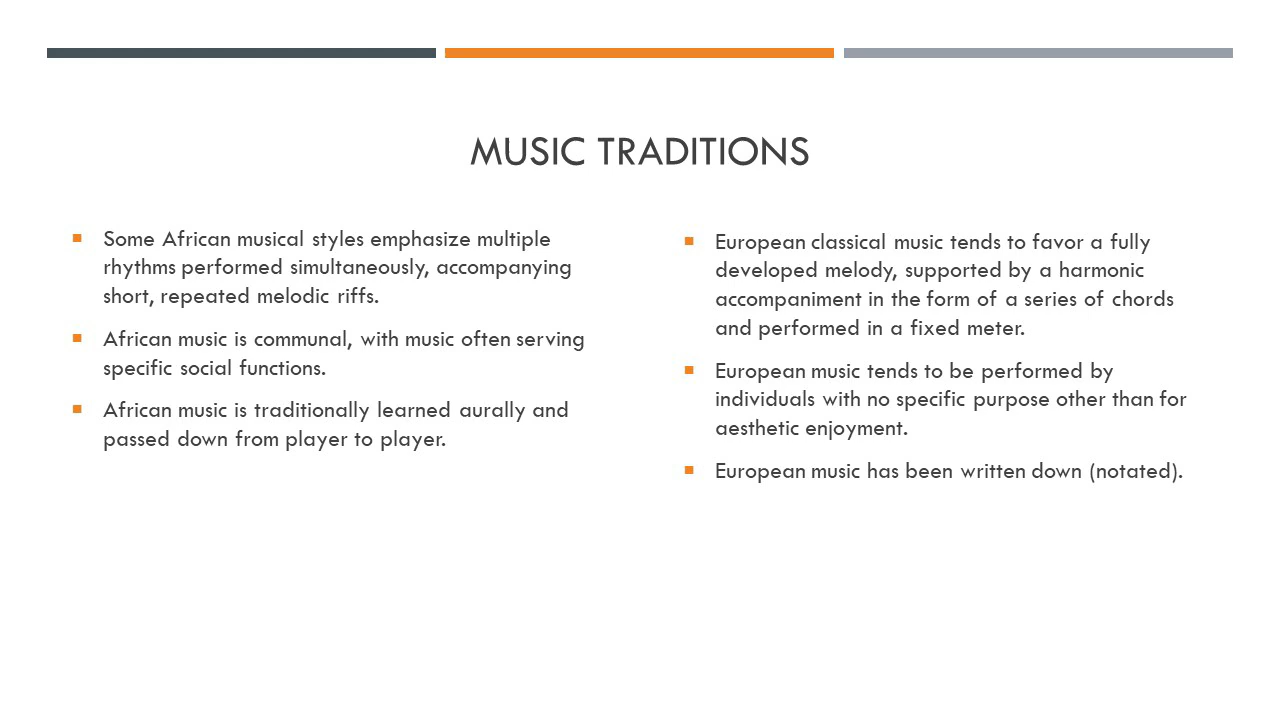 MUSIC TRADITIONS
Some African musical styles emphasize multiple
rhythms performed simultaneously, accompanying
short, repeated melodic riffs.
African music is communal, with music often serving
specific social functions.
African music is traditionally learned aurally and
passed down from player to player.
European classical music tends to favor a fully
developed melody, supported by a harmonic
accompaniment in the form of a series of chords
and performed in a fixed meter.
European music tends to be performed by
individuals with no specific purpose other than for
aesthetic enjoyment.
European music has been written down (notated).